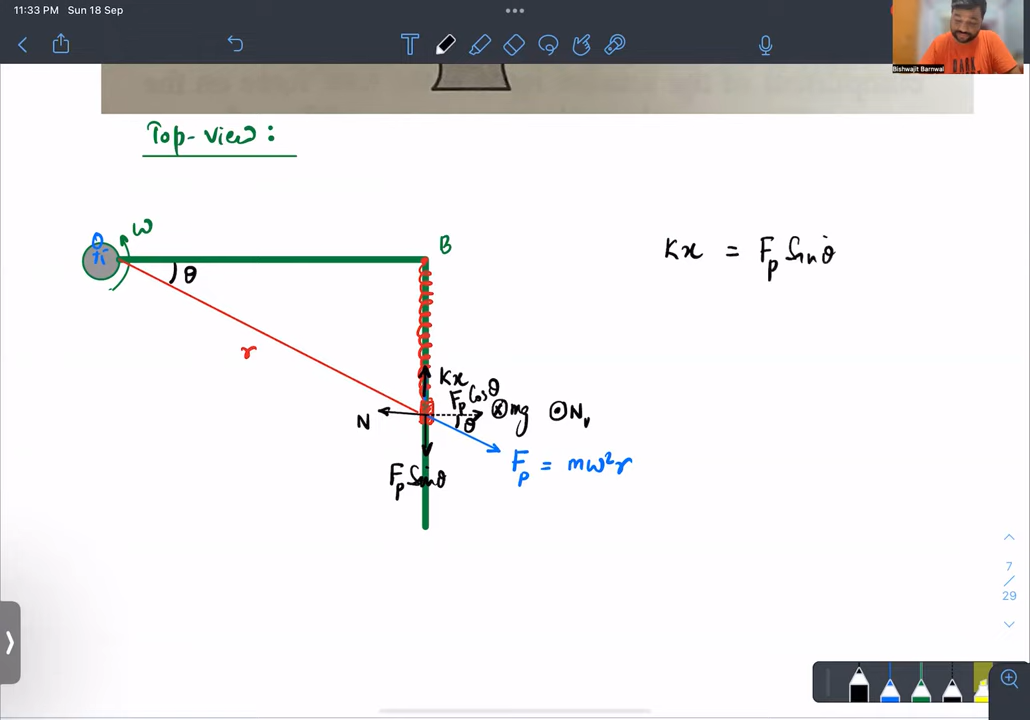 11:33 PM Sun 18 Sep
Bishwajit Barnwal
Top-view:
ω
B
θ
Kx = Fp Sinθ
r
Kx
Fp Cosθ
N
θ
mg
Nv
Fp Sinθ
Fp = mω²r
7
/
29